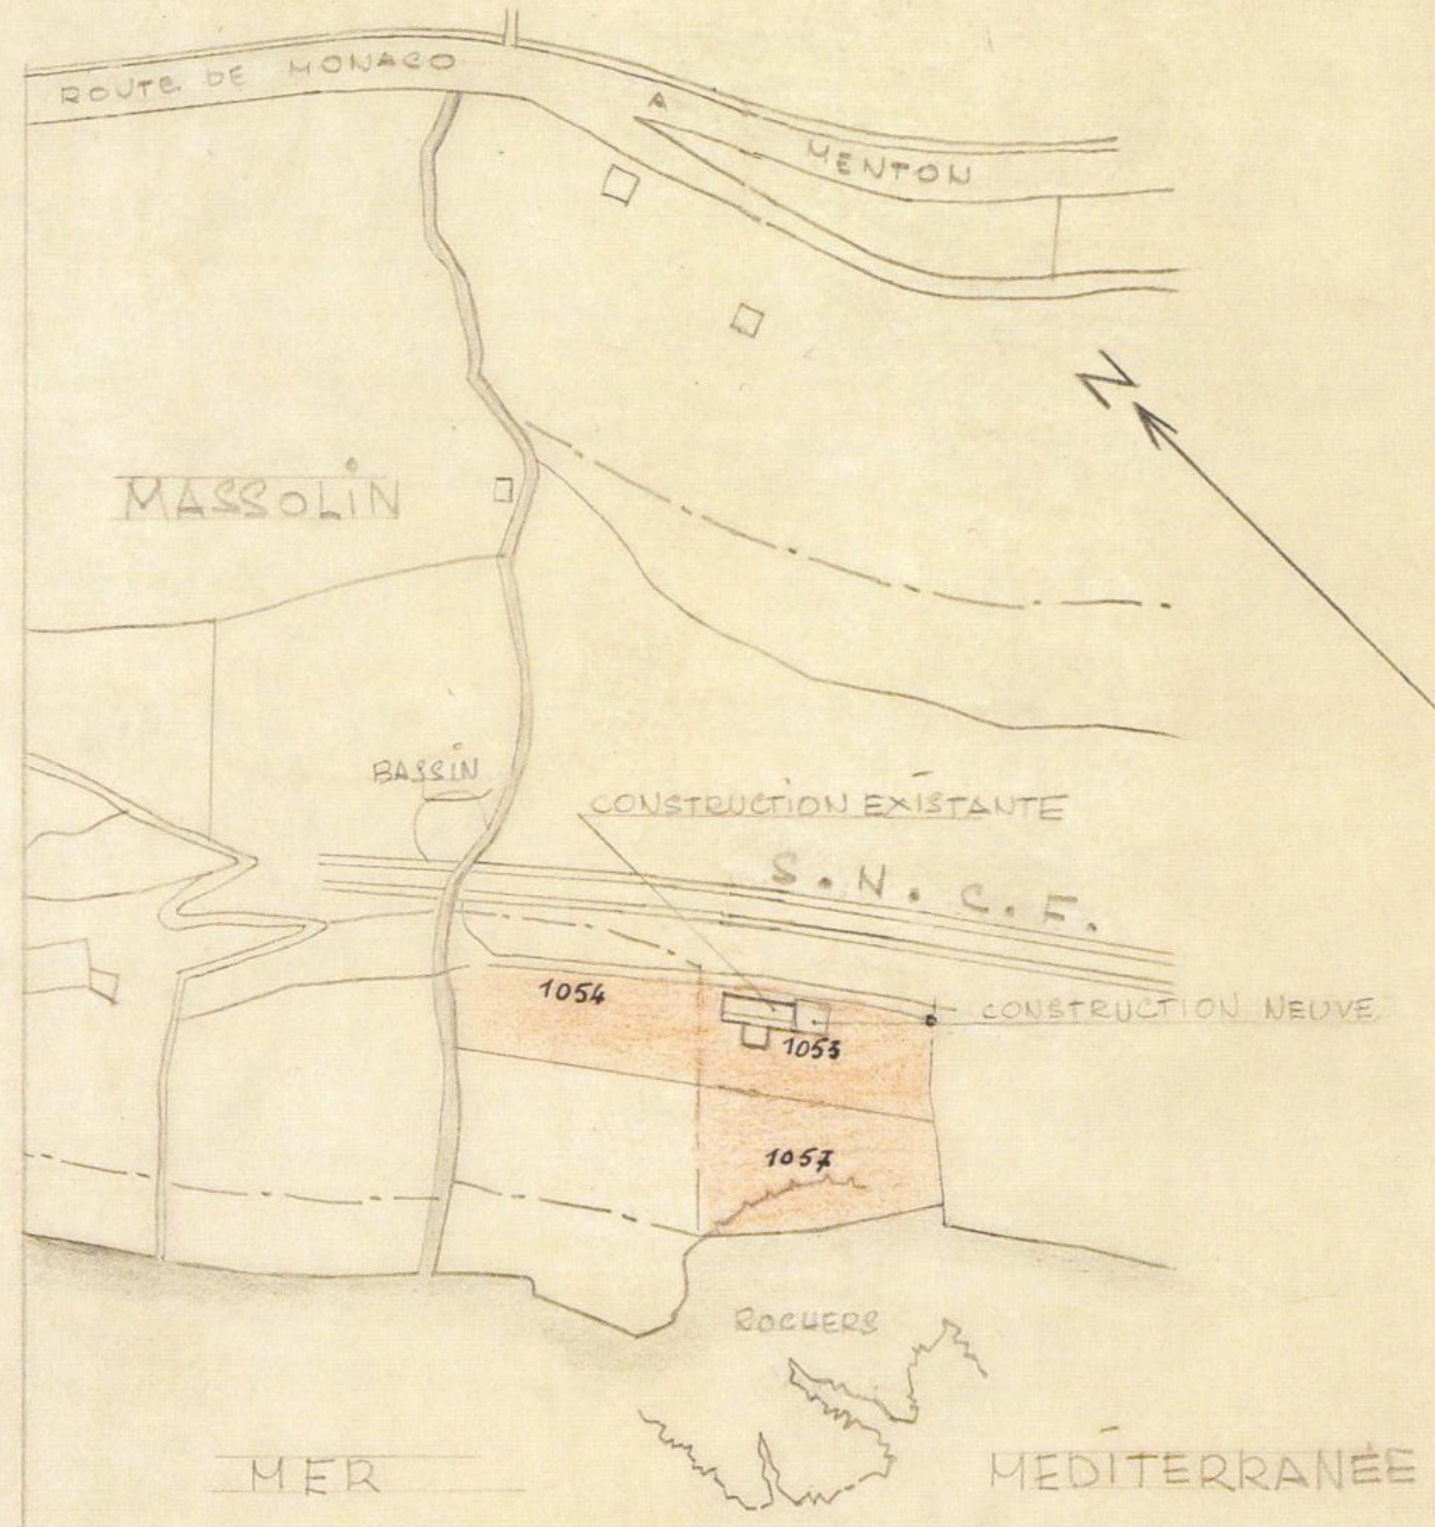 ROUTE DE MONACO
A
MENTON
N
MASSOLIN
BASSIN
CONSTRUCTION EXISTANTE
S.N.C.F.
1054
CONSTRUCTION NEUVE
1053
1057
ROCHERS
MER
MEDITERRANÉE